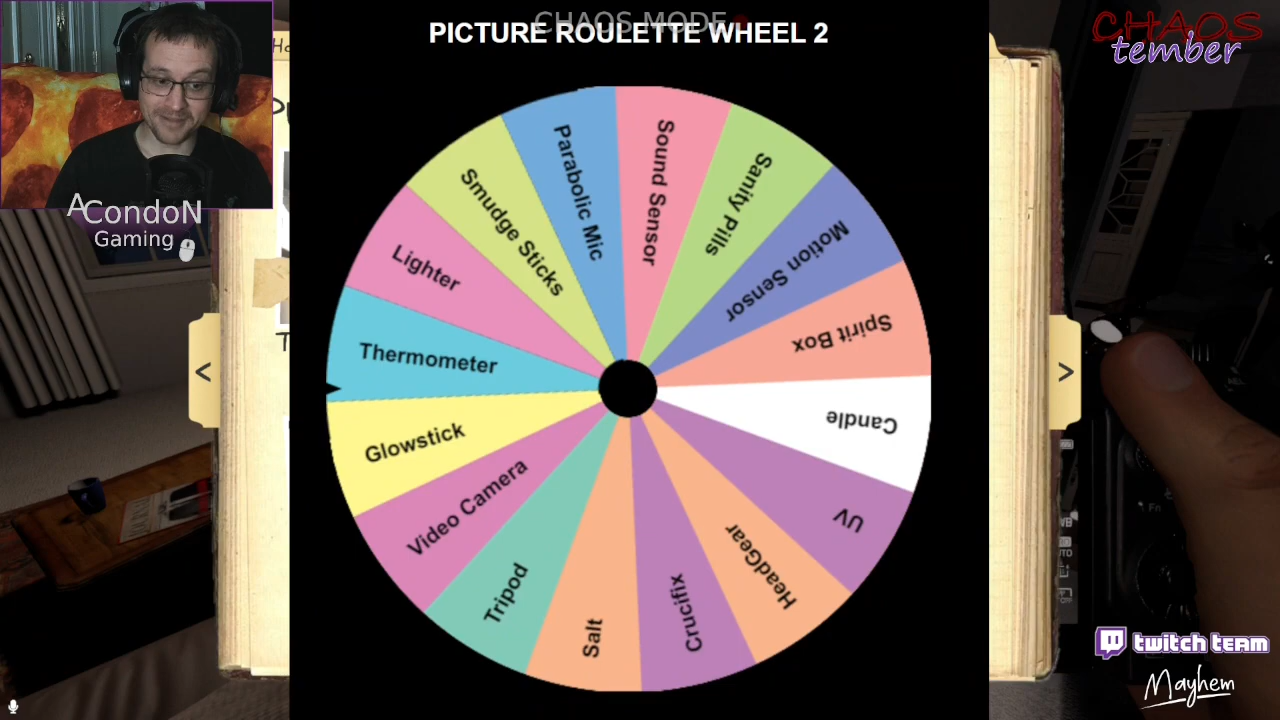 CHAOS MODE
PICTURE ROULETTE WHEEL 2
CHAOS
tember
ACondoN
Gaming
Parabolic Mic
Sound Sensor
Sanity Pills
Smudge Sticks
Motion Sensor
Lighter
Spirit Box
Thermometer
<
>
Candle
Glowstick
Video Camera
UV
HeadGear
Tripod
Crucifix
Salt
twitch team
Mayhem